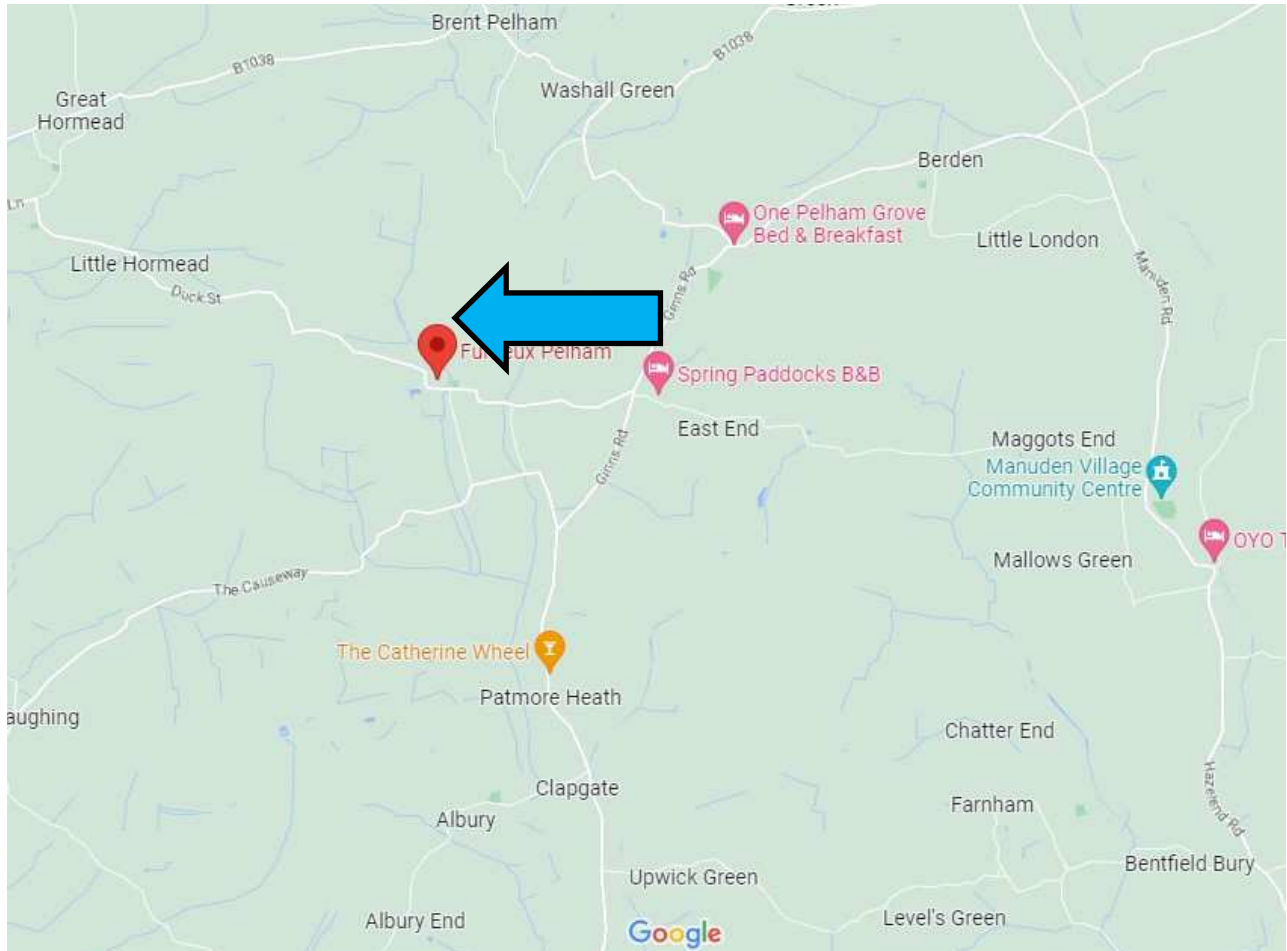 Brent Pelham
B1038
B1038
Washall Green
Great
Hormead
Berden
Ln
One Pelham Grove
Bed & Breakfast
Little London
Little Hormead
Duck St
Ginns Rd
Manuden Rd
Pelham
Spring Paddocks B&B
East End
Ginns Rd
Maggots End
Manuden Village
Community Centre
OYO T
Mallows Green
The Causeway
The Catherine Wheel
Patmore Heath
aughing
Chatter End
Clapgate
Hazelend Rd
Farnham
Albury
Bentfield Bury
Upwick Green
Albury End
Google
Level's Green